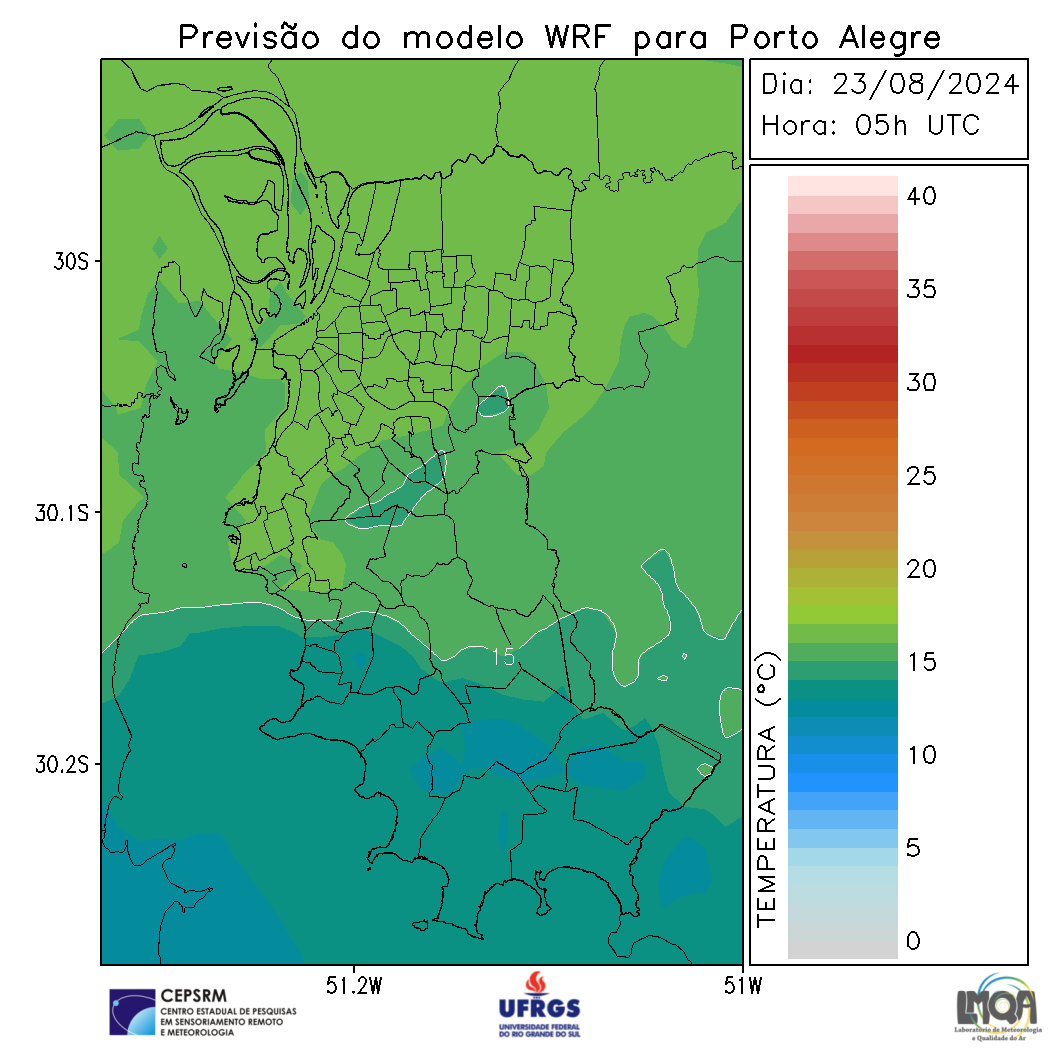 Previsão do modelo WRF para Porto Alegre
Dia: 23/08/2024
Hora: 05h UTC
40
35
30
25
20
15
10
5
0
TEMPERATURA (°C)
30S
30.1S
30.2S
15
51.2W
51W
CEPSRM
CENTRO ESTADUAL DE PESQUISAS
EM SENSORIAMENTO REMOTO
E METEOROLOGIA
UFRGS
UNIVERSIDADE FEDERAL
DO RIO GRANDE DO SUL
LMQA
Laboratório de Meteorologia
e Qualidade do Ar